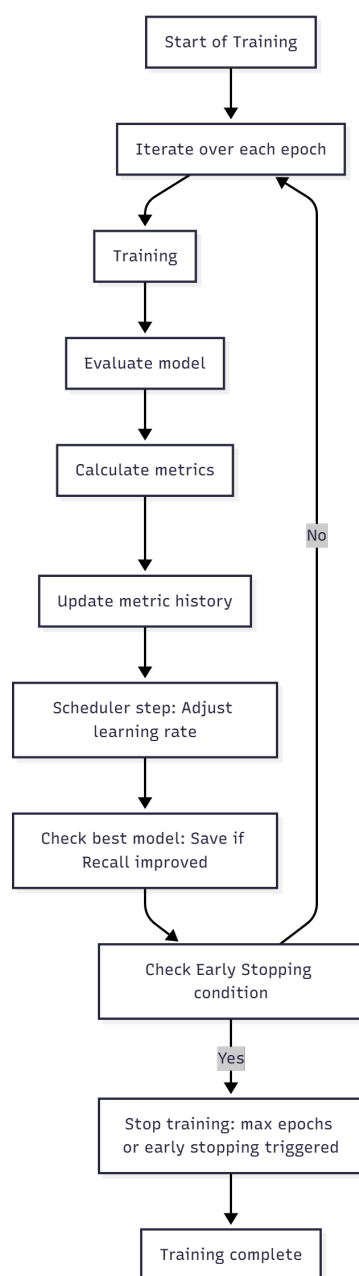 Start of Training
Iterate over each epoch
Training
Evaluate model
Calculate metrics
No
Update metric history
Scheduler step: Adjust
learning rate
Check best model: Save if
Recall improved
Check Early Stopping
condition
Yes
Stop training: max epochs
or early stopping triggered
Training complete